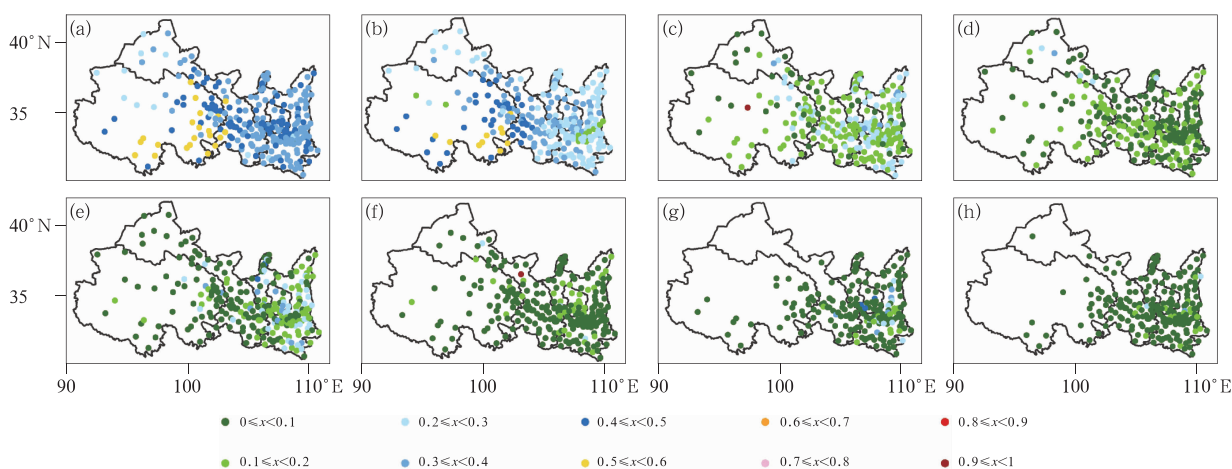 (a) (b) (c) (d)
40°N
35
(e) (f) (g) (h)
40°N
35
90 100 110°E 100 110°E 90 100 110°E 100 110°E
0≤x<0.1 0.2≤x<0.3 0.4≤x<0.5 0.6≤x<0.7 0.8≤x<0.9
0.1≤x<0.2 0.3≤x<0.4 0.5≤x<0.6 0.7≤x<0.8 0.9≤x<1